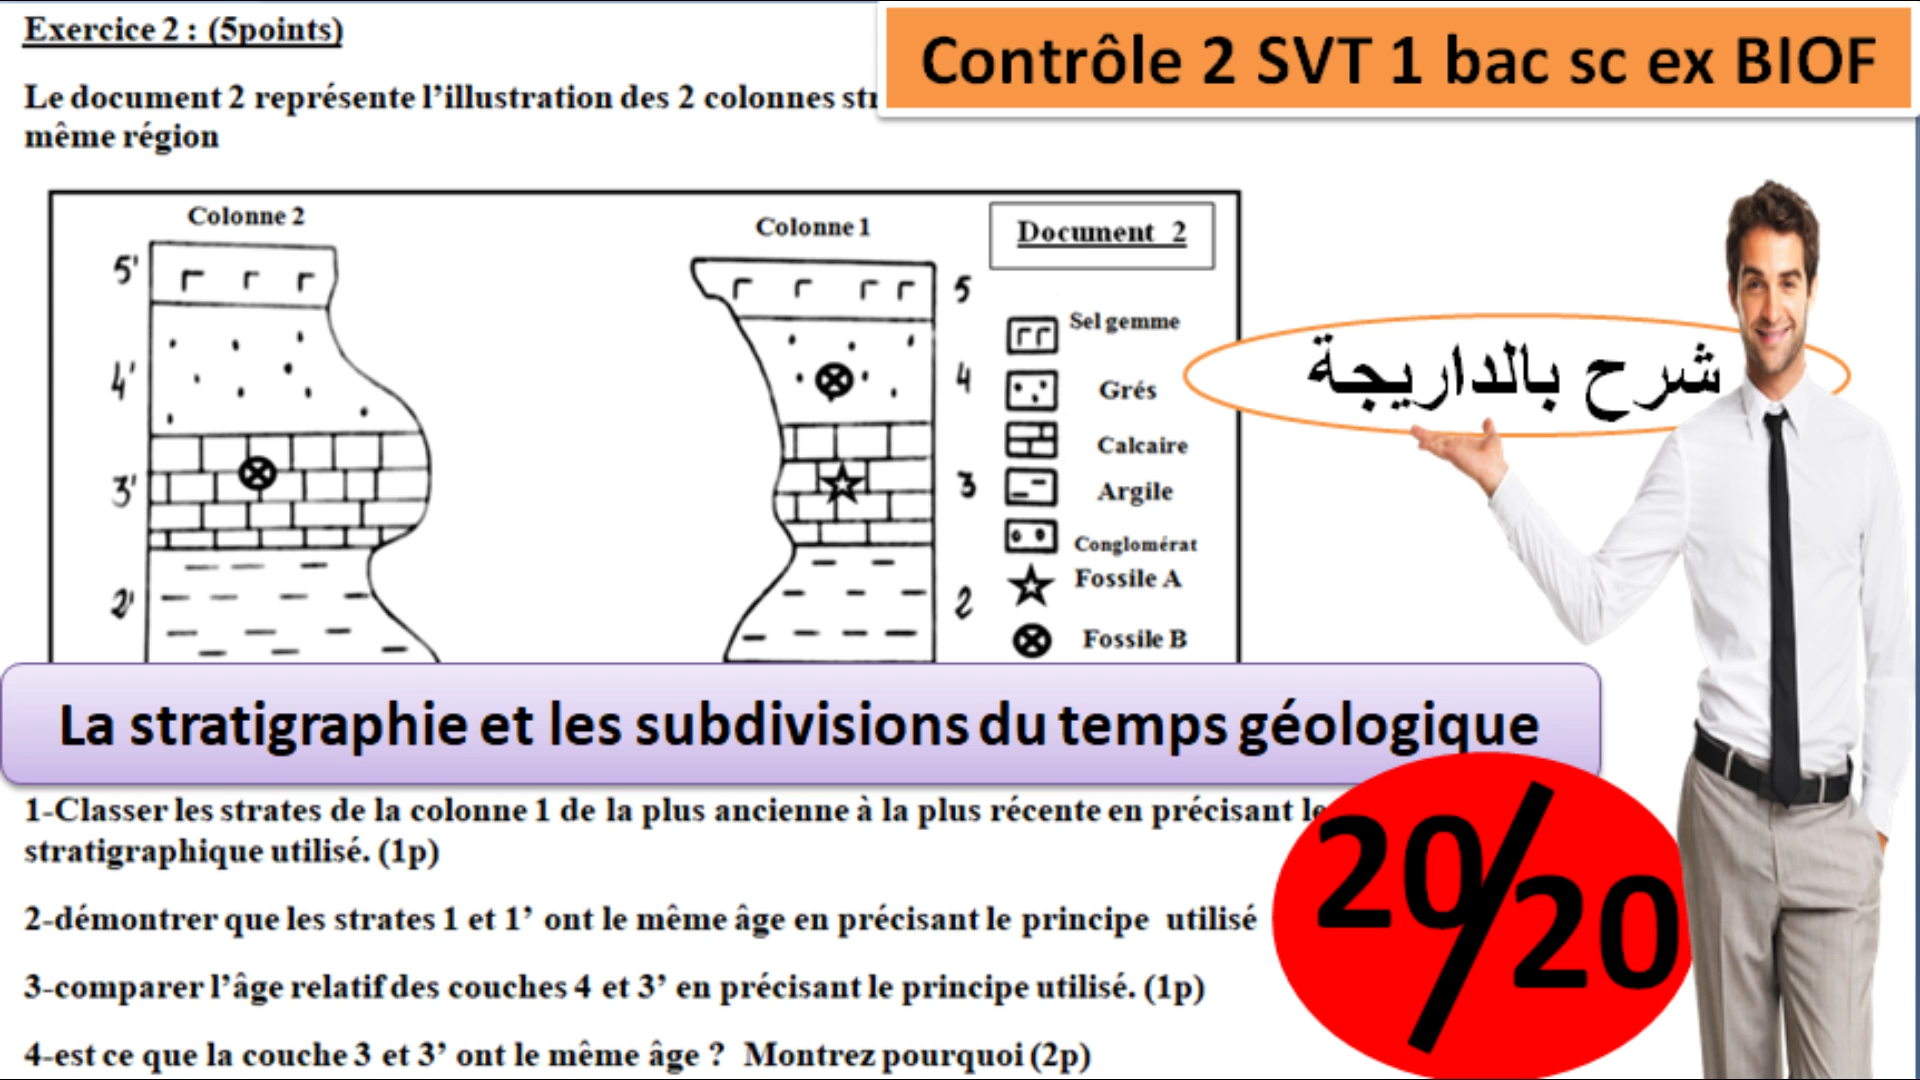 Exercice 2 : (5points)
Contrôle 2 SVT 1 bac sc ex BIOF
Le document 2 représente l'illustration des 2 colonnes
même région
Colonne 2
Colonne 1
Document 2
5'
4'
3'
2'
5
4
3
2
Sel gemme
Grés
Calcaire
Argile
Conglomérat
Fossile A
Fossile B
شرح بالداريجة
La stratigraphie et les subdivisions du temps géologique
1-Classer les strates de la colonne 1 de la plus ancienne à la plus récente en précisant
stratigraphique utilisé. (1p)
2-démontrer que les strates 1 et 1' ont le même âge en précisant le principe utilisé
3-comparer l'âge relatif des couches 4 et 3' en précisant le principe utilisé. (1p)
4-est ce que la couche 3 et 3' ont le même âge ? Montrez pourquoi (2p)
20/20